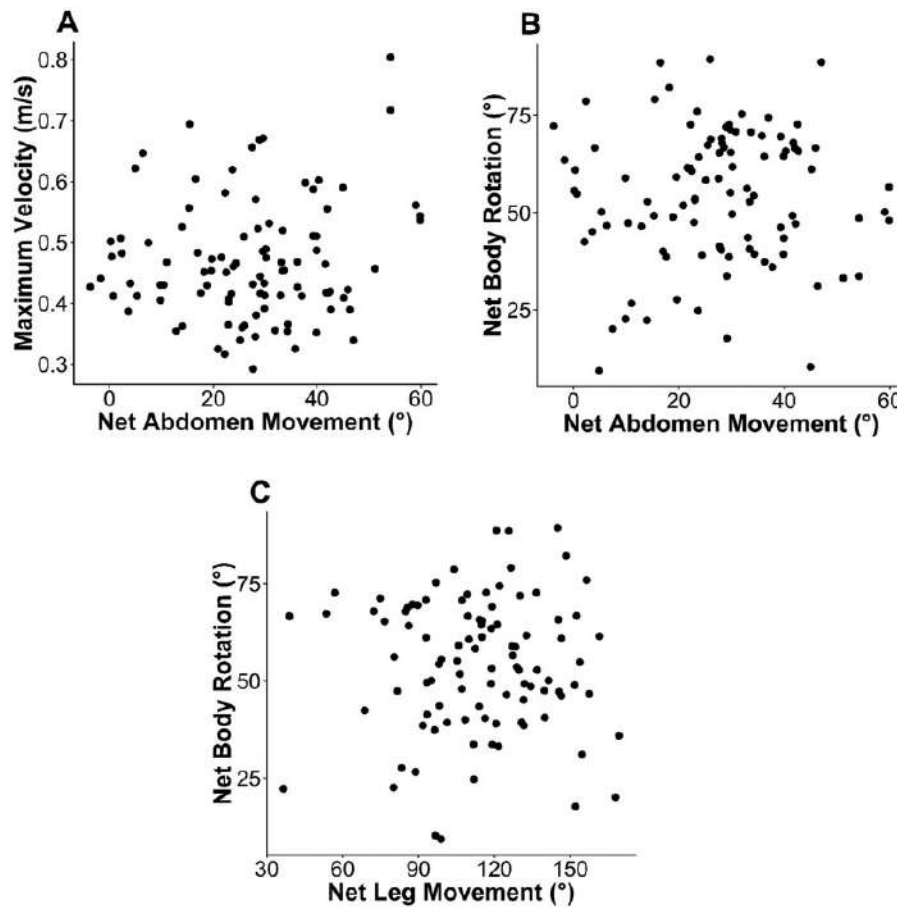 A
Maximum Velocity (m/s)
0.8
0.7
0.6
0.5
0.4
0.3
0 20 40 60
Net Abdomen Movement (°)
B
Net Body Rotation (°)
75
50
25
0 20 40 60
Net Abdomen Movement (°)
C
Net Body Rotation (°)
75
50
25
30 60 90 120 150
Net Leg Movement (°)